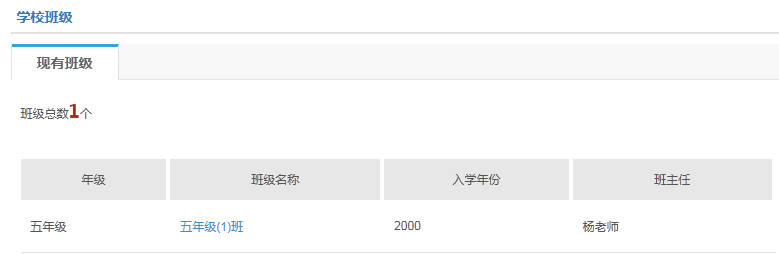 学校班级
现有班级
班级总数1个
年级 班级名称 入学年份 班主任
五年级 五年级(1)班 2000 杨老师